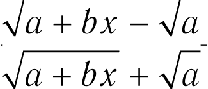 √a + bx − √a
√a + bx + √a